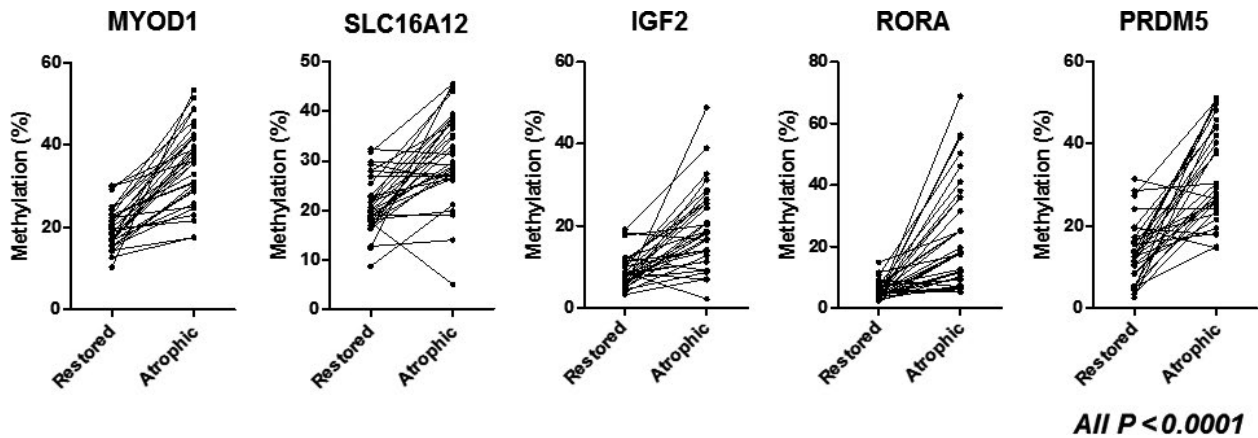 MYOD1
SLC16A12
IGF2
RORA
PRDM5
Methylation (%)
60
40
20
0
Restored
Atrophic
Methylation (%)
50
40
30
20
10
0
Restored
Atrophic
Methylation (%)
60
40
20
0
Restored
Atrophic
Methylation (%)
80
60
40
20
0
Restored
Atrophic
Methylation (%)
60
40
20
0
Restored
Atrophic
All P < 0.0001